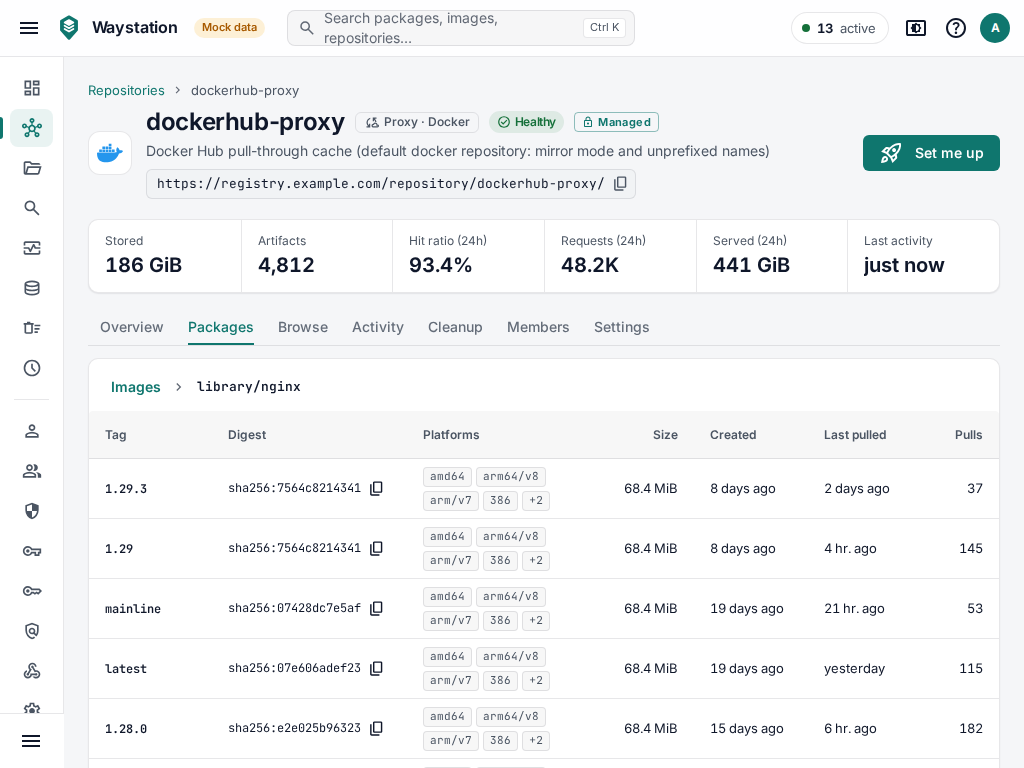 Waystation
Mock data
Search packages, images, repositories...
Ctrl K
13 active
A
Repositories > dockerhub-proxy
dockerhub-proxy
Proxy · Docker
Healthy
Managed
Docker Hub pull-through cache (default docker repository: mirror mode and unprefixed names)
https://registry.example.com/repository/dockerhub-proxy/
Set me up
Stored
186 GiB
Artifacts
4,812
Hit ratio (24h)
93.4%
Requests (24h)
48.2K
Served (24h)
441 GiB
Last activity
just now
Overview Packages Browse Activity Cleanup Members Settings
Images > library/nginx
Tag Digest Platforms Size Created Last pulled Pulls
1.29.3 sha256:7564c8214341 amd64 arm64/v8 arm/v7 386 +2 68.4 MiB 8 days ago 2 days ago 37
1.29 sha256:7564c8214341 amd64 arm64/v8 arm/v7 386 +2 68.4 MiB 8 days ago 4 hr. ago 145
mainline sha256:07428dc7e5af amd64 arm64/v8 arm/v7 386 +2 68.4 MiB 19 days ago 21 hr. ago 53
latest sha256:07e606adef23 amd64 arm64/v8 arm/v7 386 +2 68.4 MiB 19 days ago yesterday 115
1.28.0 sha256:e2e025b96323 amd64 arm64/v8 arm/v7 386 +2 68.4 MiB 15 days ago 6 hr. ago 182